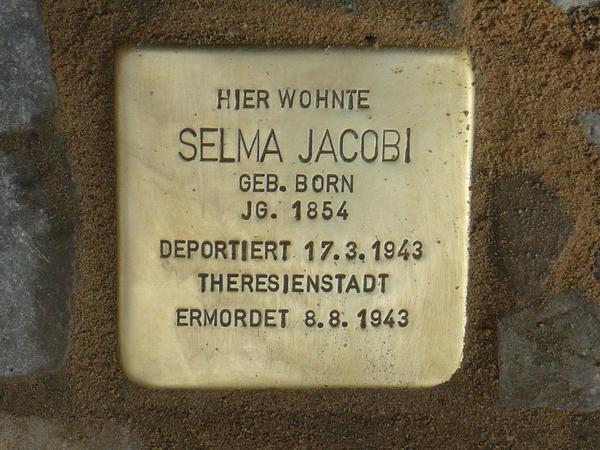 HIER WOHNTE
SELMA JACOBI
GEB. BORN
JG. 1854
DEPORTIERT 17.3.1943
THERESIENSTADT
ERMORDET 8.8.1943